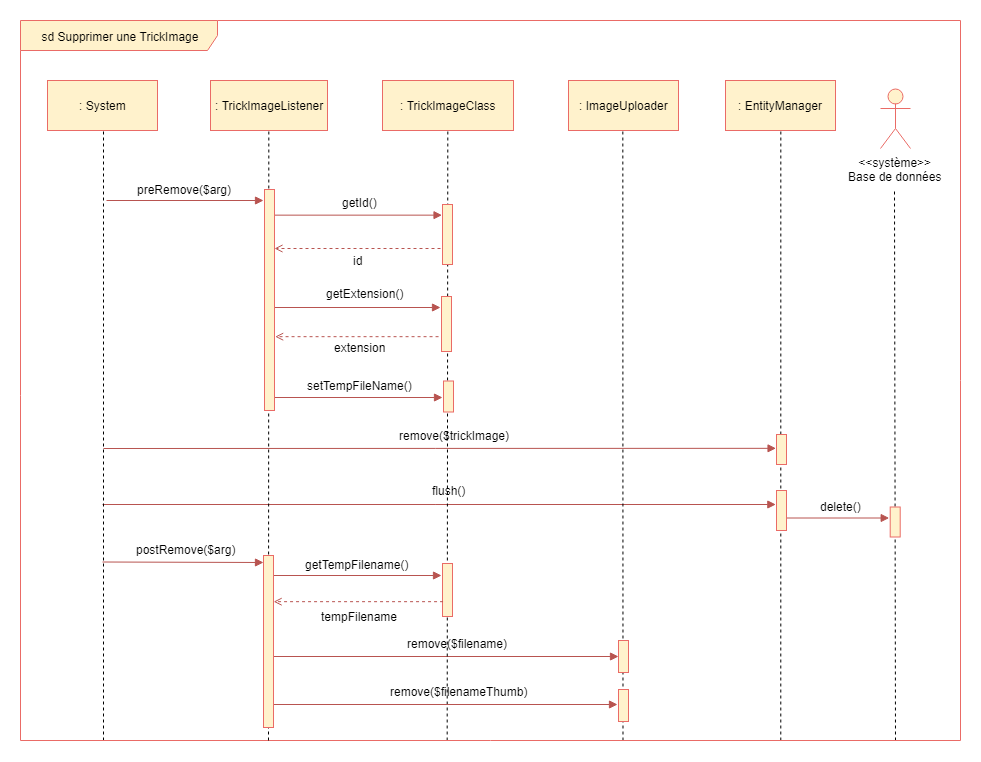 sd Supprimer une TrickImage
: System
: TrickImageListener
: TrickImageClass
: ImageUploader
: EntityManager
<<système>>
Base de données
preRemove($arg)
getId()
id
getExtension()
extension
setTempFileName()
remove($trickImage)
flush()
delete()
postRemove($arg)
getTempFilename()
tempFilename
remove($filename)
remove($filenameThumb)